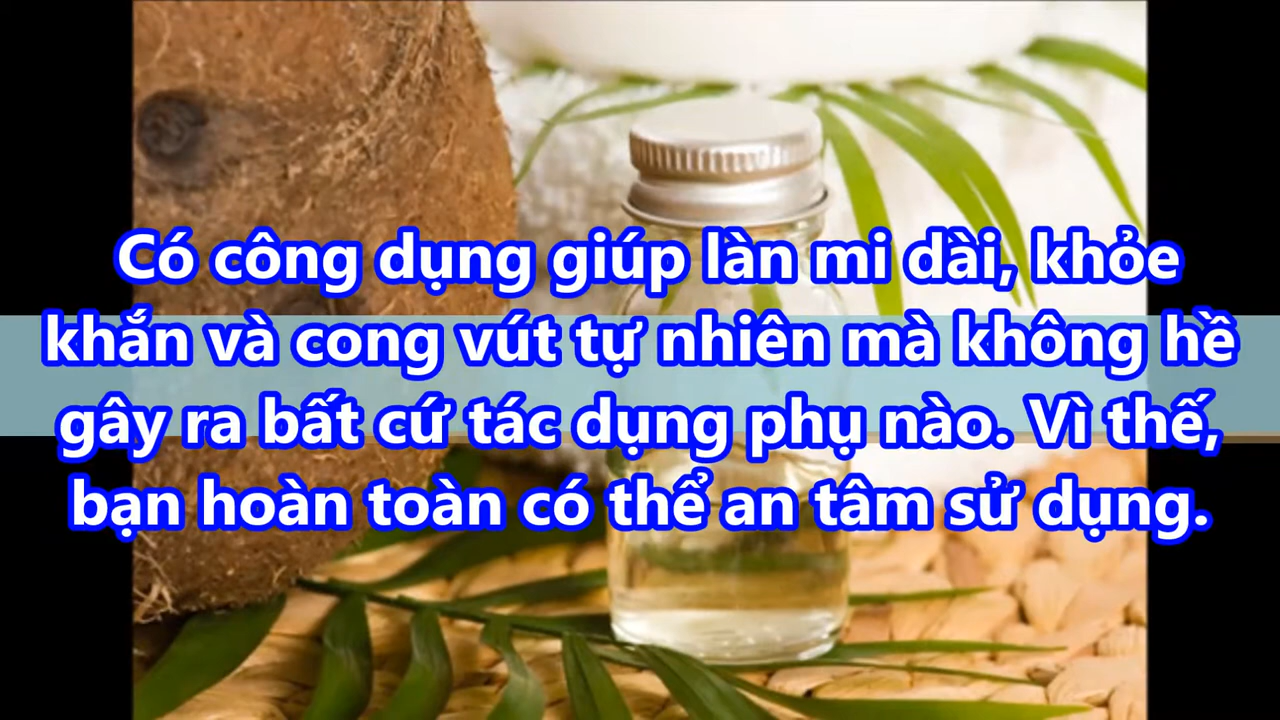 Có công dụng giúp làn mi dài, khỏe
khắn và cong vút tự nhiên mà không hề
gây ra bất cứ tác dụng phụ nào. Vì thế,
bạn hoàn toàn có thể an tâm sử dụng.